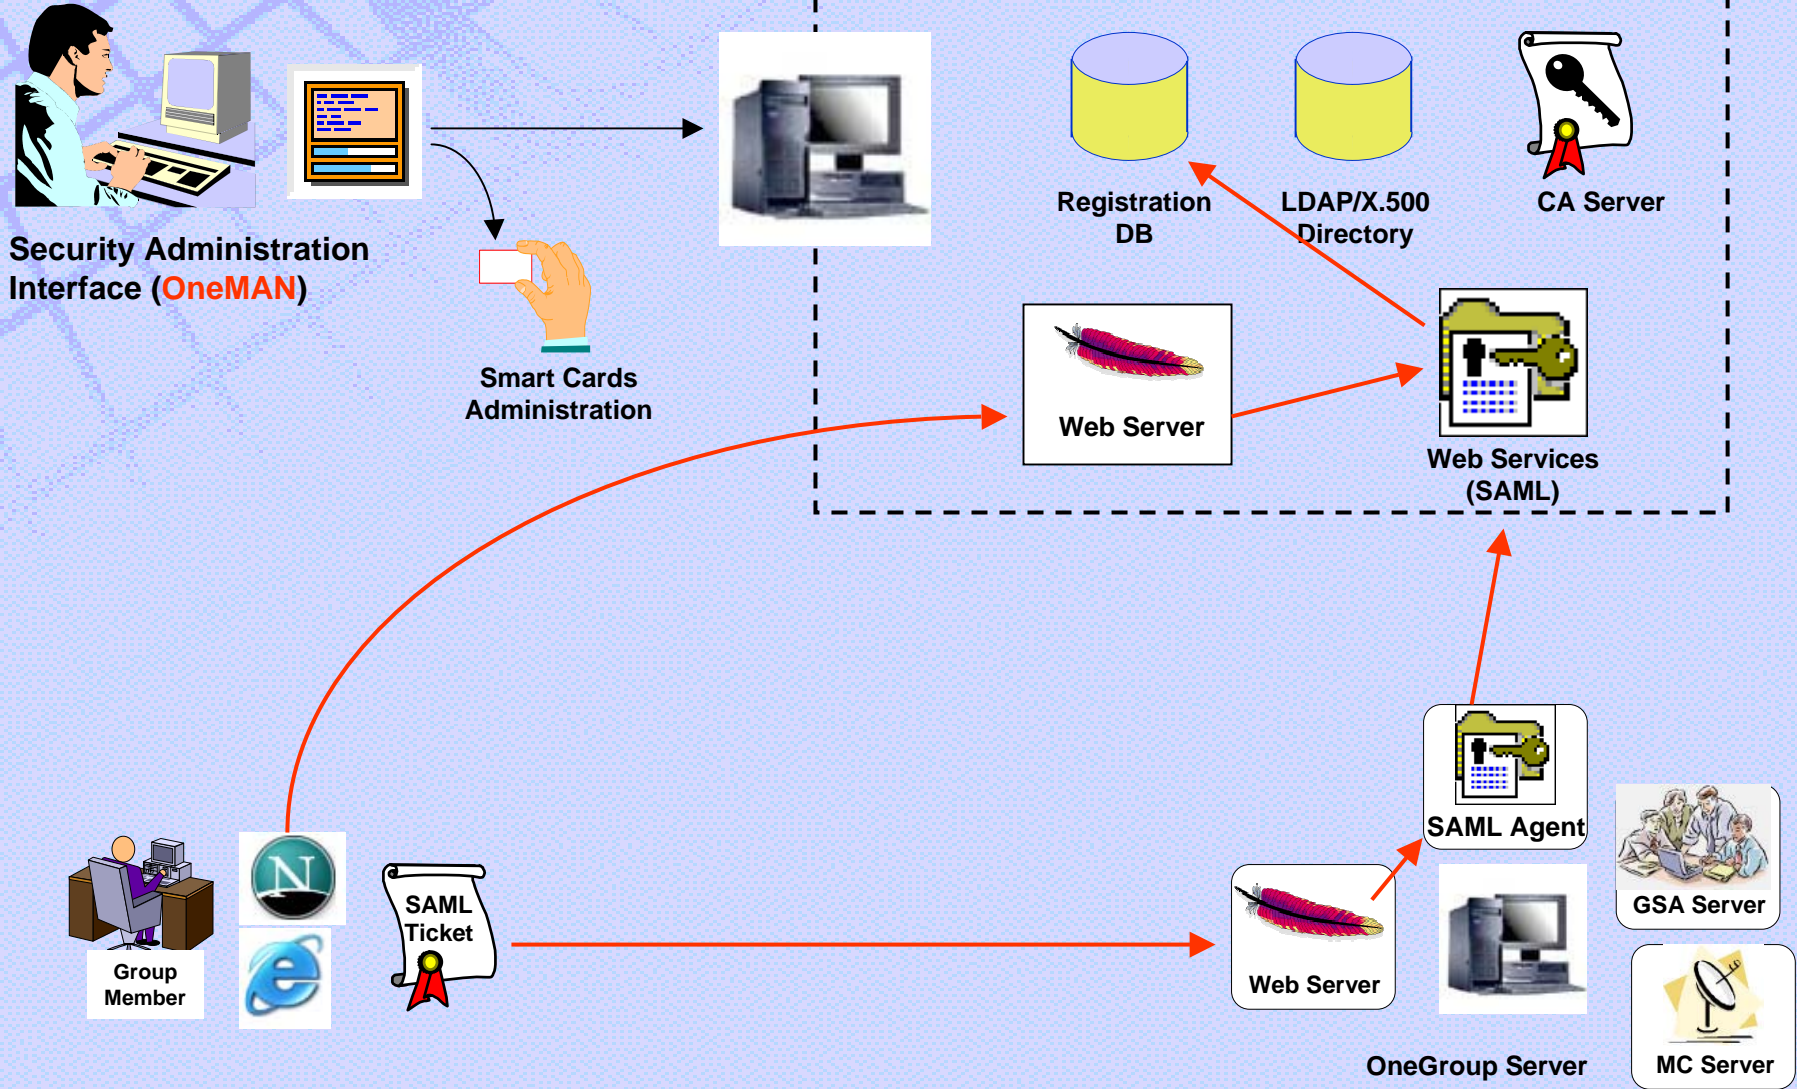 Security Administration
Interface (OneMAN)
Smart Cards
Administration
Registration
DB
LDAP/X.500
Directory
CA Server
Web Server
Web Services
(SAML)
SAML Agent
GSA Server
Group
Member
N
SAML
Ticket
Web Server
OneGroup Server
MC Server